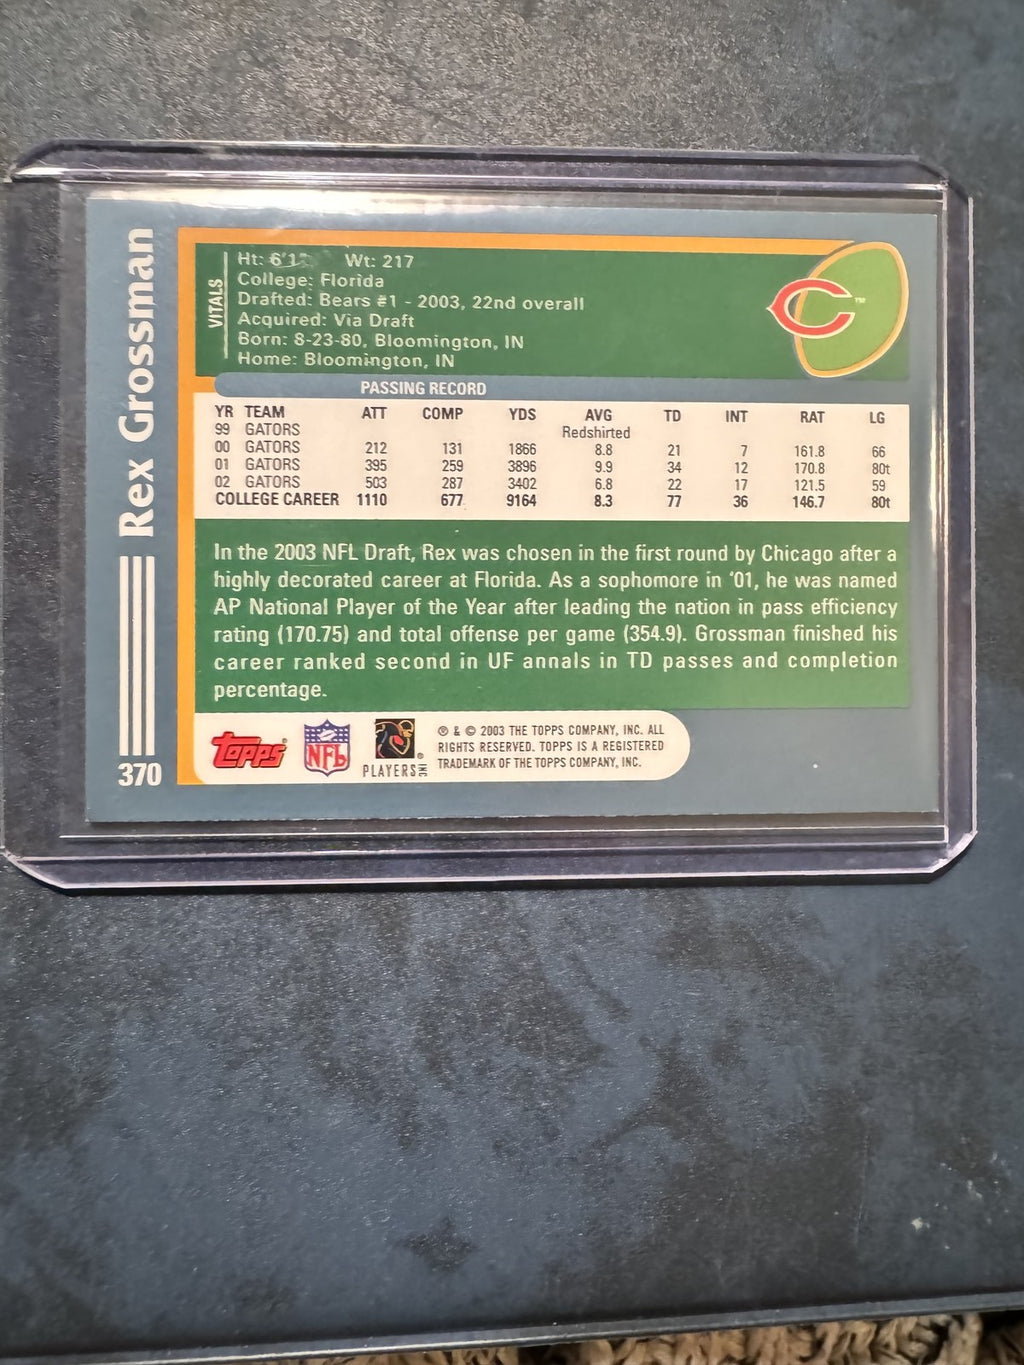 Rex Grossman
370
VITALS
Ht: 6'1" Wt: 217
College: Florida
Drafted: Bears #1 - 2003, 22nd overall
Acquired: Via Draft
Born: 8-23-80, Bloomington, IN
Home: Bloomington, IN
C™
PASSING RECORD
YR TEAM ATT COMP YDS AVG TD INT RAT LG
99 GATORS Redshirted
00 GATORS 212 131 1866 8.8 21 7 161.8 66
01 GATORS 395 259 3896 9.9 34 12 170.8 80t
02 GATORS 503 287 3402 6.8 22 17 121.5 59
COLLEGE CAREER 1110 677 9164 8.3 77 36 146.7 80t
In the 2003 NFL Draft, Rex was chosen in the first round by Chicago after a
highly decorated career at Florida. As a sophomore in '01, he was named
AP National Player of the Year after leading the nation in pass efficiency
rating (170.75) and total offense per game (354.9). Grossman finished his
career ranked second in UF annals in TD passes and completion
percentage.
Topps®
NFL
PLAYERS INC®
® & © 2003 THE TOPPS COMPANY, INC. ALL
RIGHTS RESERVED. TOPPS IS A REGISTERED
TRADEMARK OF THE TOPPS COMPANY, INC.